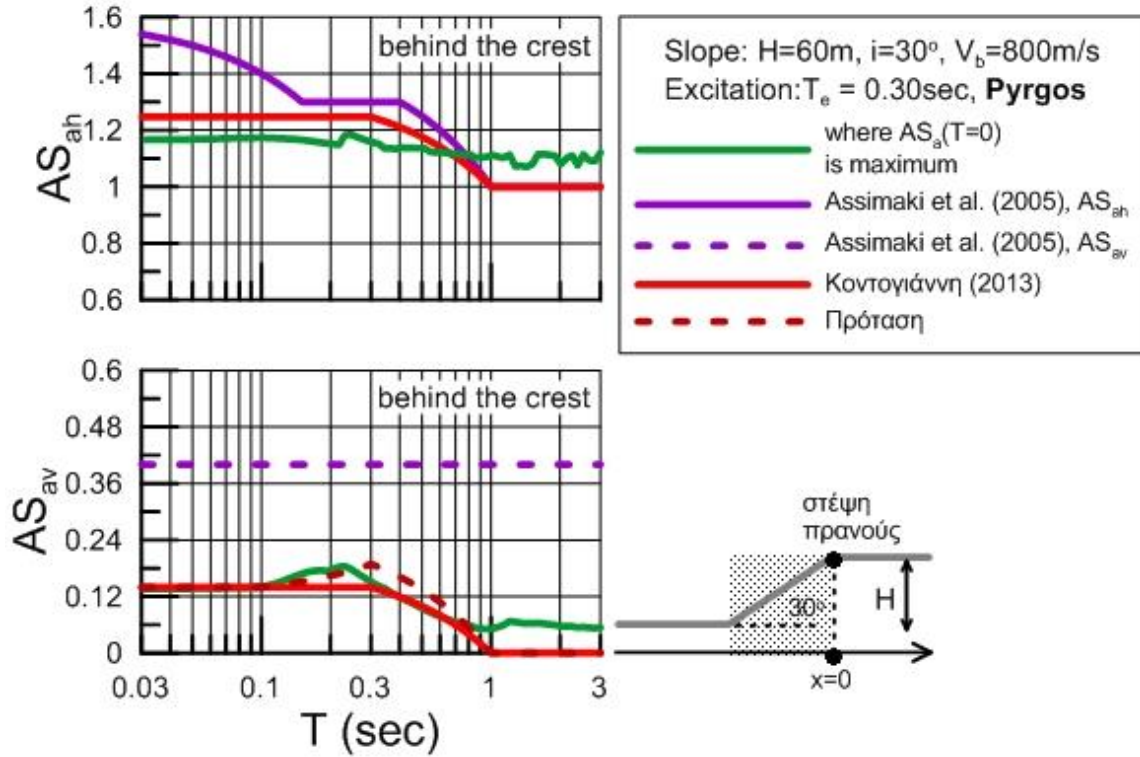 1.6
1.4
1.2
1
0.8
0.6
AS_ah
behind the crest
Slope: H=60m, i=30°, V_b=800m/s
Excitation:T_e = 0.30sec, Pyrgos
where AS_a(T=0)
is maximum
Assimaki et al. (2005), AS_ah
Assimaki et al. (2005), AS_av
Κοντογιάννη (2013)
Πρόταση
0.6
0.48
0.36
0.24
0.12
0
AS_av
behind the crest
0.03 0.1 0.3 1 3
T (sec)
στέψη
πρανούς
30°
H
x=0